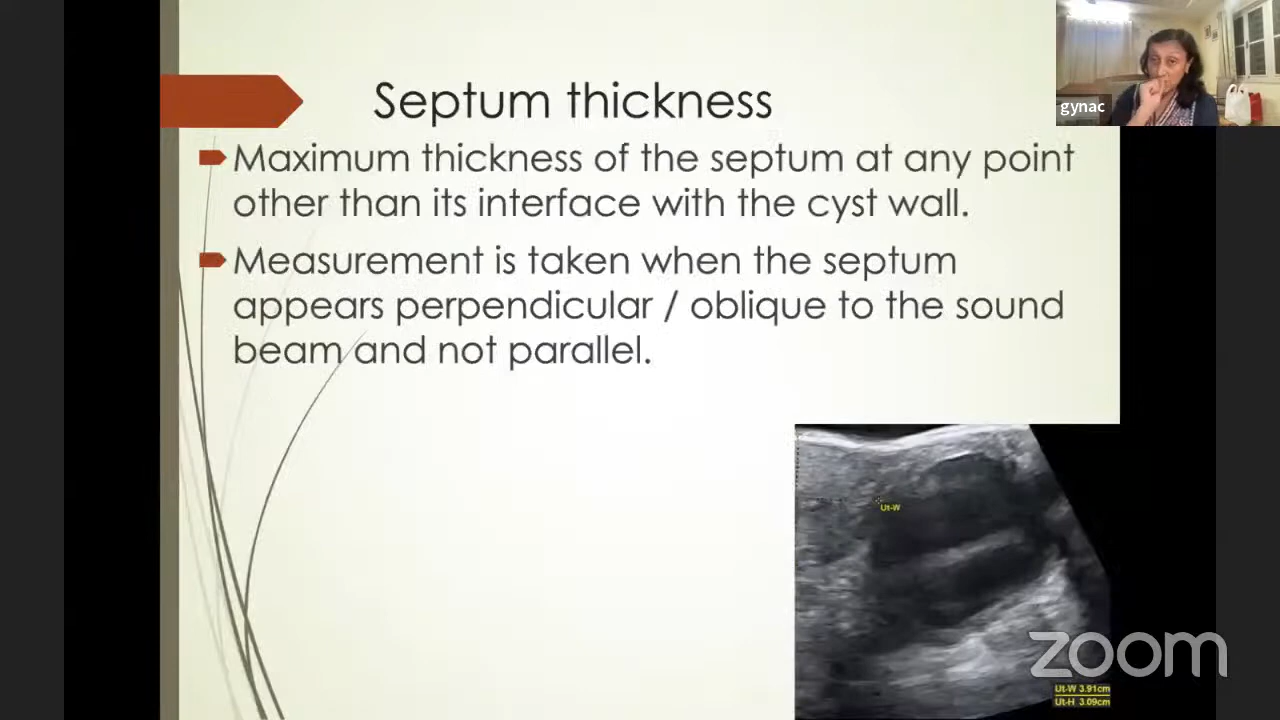 Septum thickness
Maximum thickness of the septum at any point
other than its interface with the cyst wall.
Measurement is taken when the septum
appears perpendicular / oblique to the sound
beam and not parallel.
gynac
Ut-W
zoom
Ut-W 3.91cm
Ut-H 3.09cm